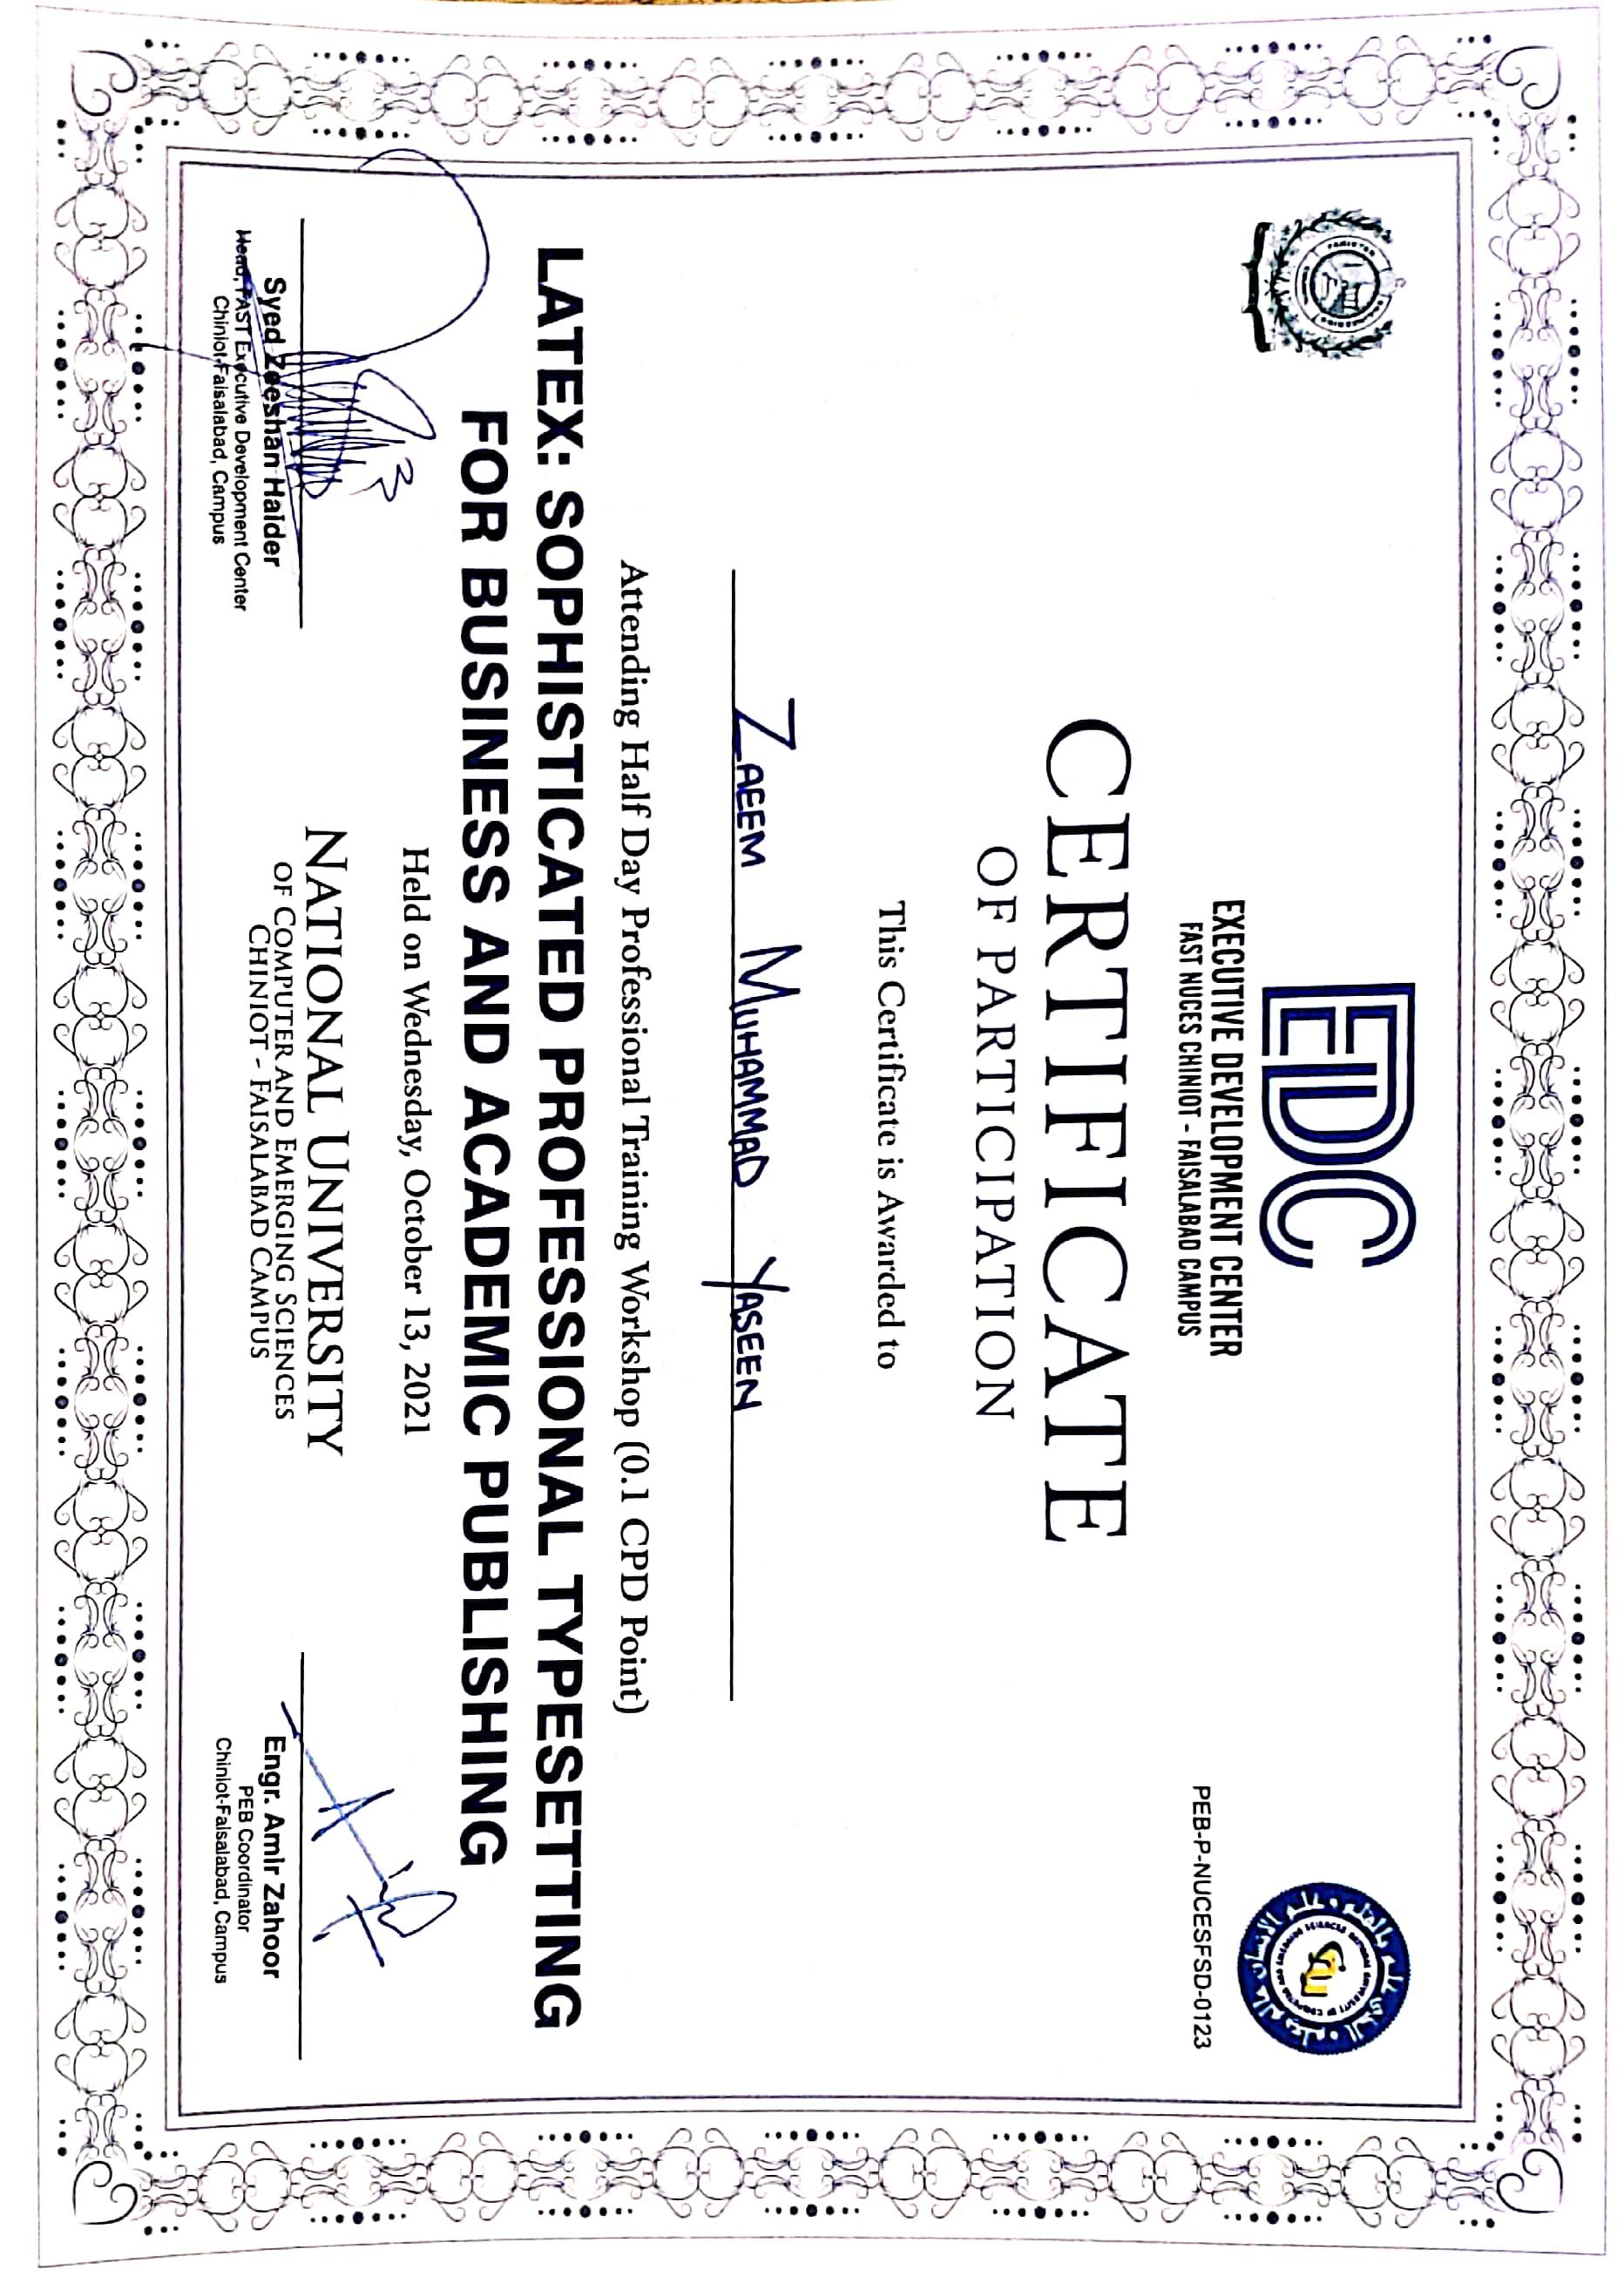 EDC
EXECUTIVE DEVELOPMENT CENTER
FAST NUCES CHINIOT - FAISALABAD CAMPUS
PEB-P-NUCESFSD-0123
CERTIFICATE
OF PARTICIPATION
This Certificate is Awarded to
ZAEEM MUHAMMAD YASEEN
Attending Half Day Professional Training Workshop (0.1 CPD Point)
LATEX: SOPHISTICATED PROFESSIONAL TYPESETTING
FOR BUSINESS AND ACADEMIC PUBLISHING
Held on Wednesday, October 13, 2021
NATIONAL UNIVERSITY
OF COMPUTER AND EMERGING SCIENCES
CHINIOT - FAISALABAD CAMPUS
Syed Zeeshan Haider
Head, FAST Executive Development Center
Chiniot-Faisalabad, Campus
Engr. Amir Zahoor
PEB Coordinator
Chiniot-Faisalabad, Campus